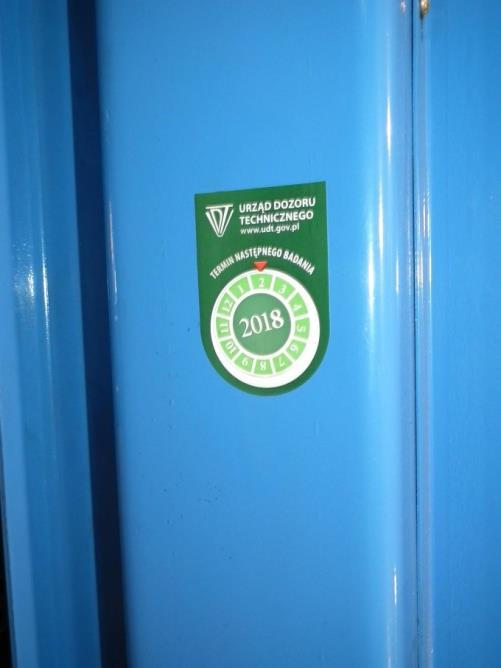 UDT
URZĄD DOZORU
TECHNICZNEGO
www.udt.gov.pl
TERMIN NASTĘPNEGO BADANIA
1 2 3 4 5 6 7 8 9 10 11 12
2018